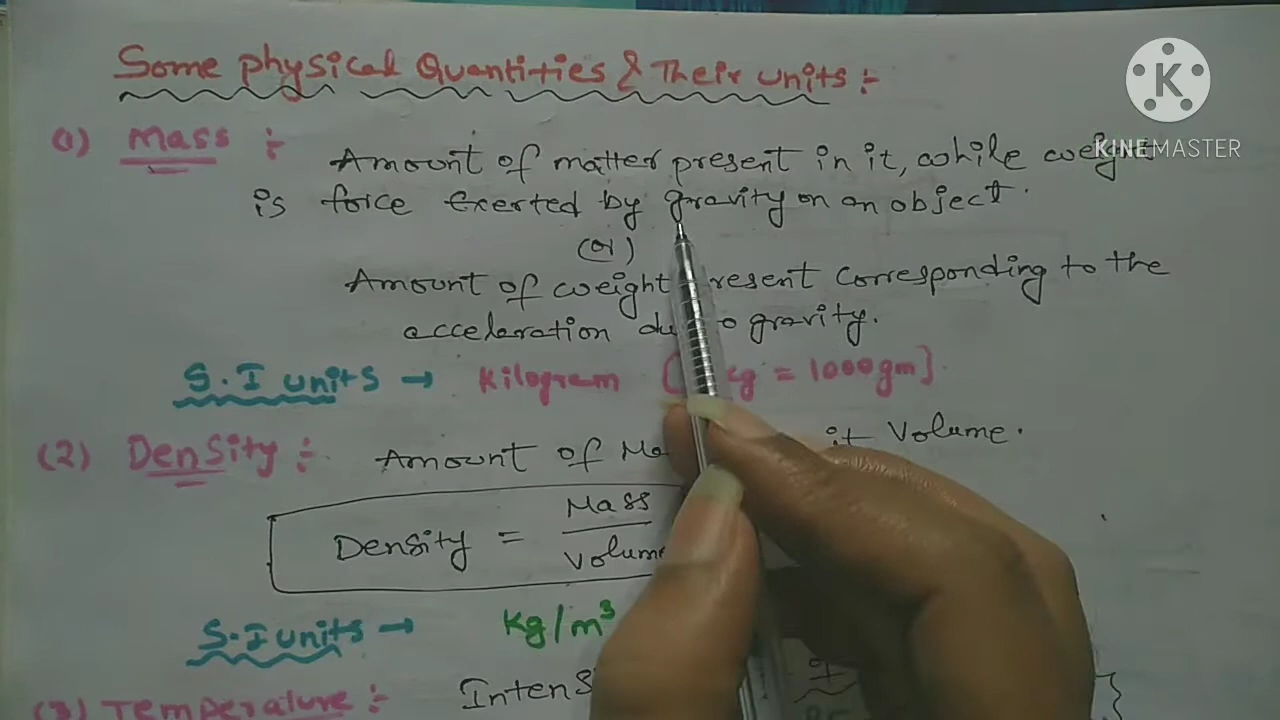 Some physical Quantities & Their units :-
K
KINEMASTER
(1) Mass :- Amount of matter present in it, while weight
is force exerted by gravity on an object.
(or)
Amount of weight present corresponding to the
acceleration due to gravity.
S.I units → Kilogram [ kg = 1000gm]
(2) Density :- Amount of Volume.
Density = Mass
Volume
S.I units → Kg/m³
(3) Temperature :-